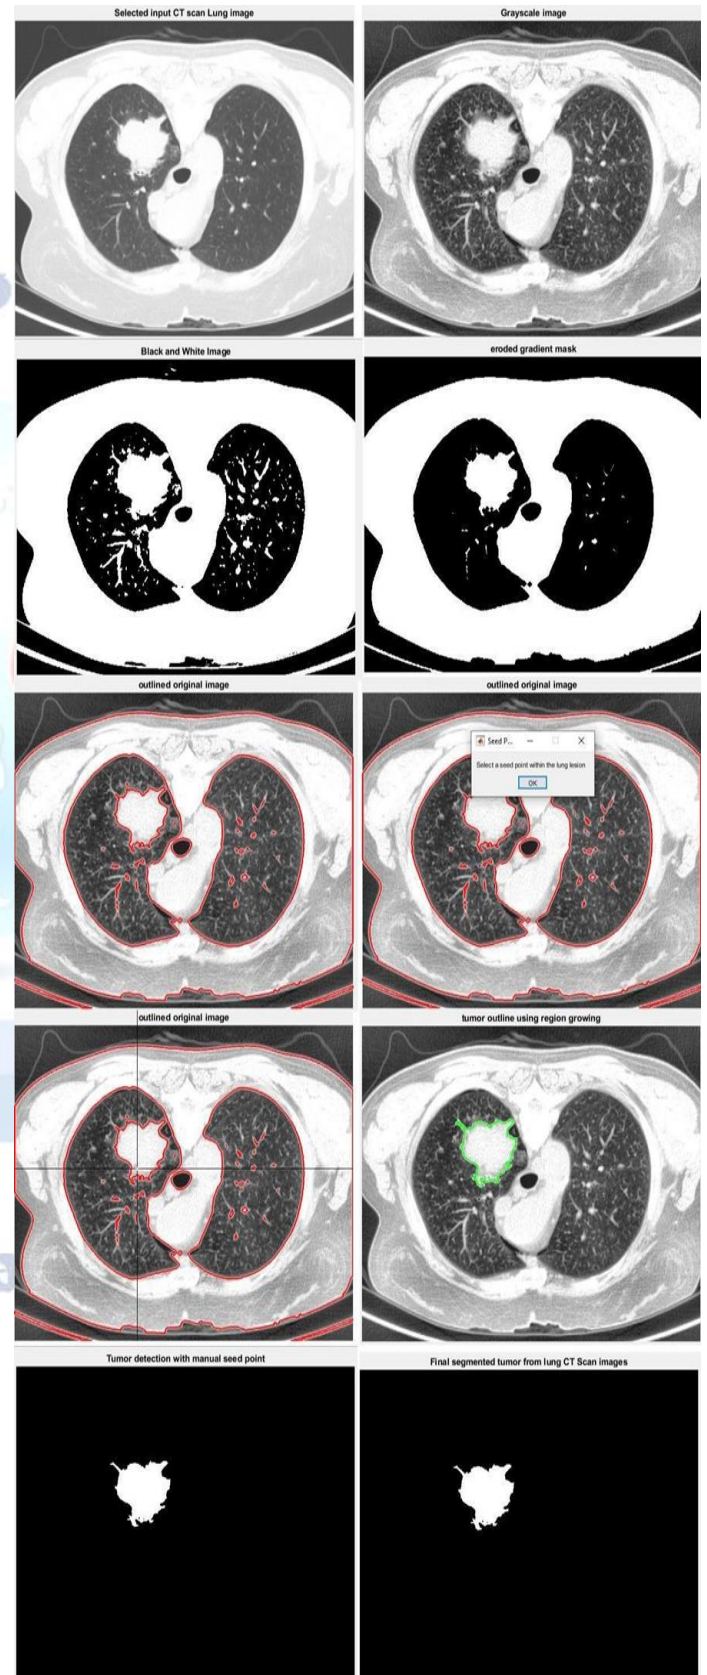 Selected input CT scan Lung image
Grayscale image
Black and White Image
eroded gradient mask
outlined original image
outlined original image
Seed P...
Select a seed point within the lung lesion
OK
outlined original image
tumor outline using region growing
Tumor detection with manual seed point
Final segmented tumor from lung CT Scan images